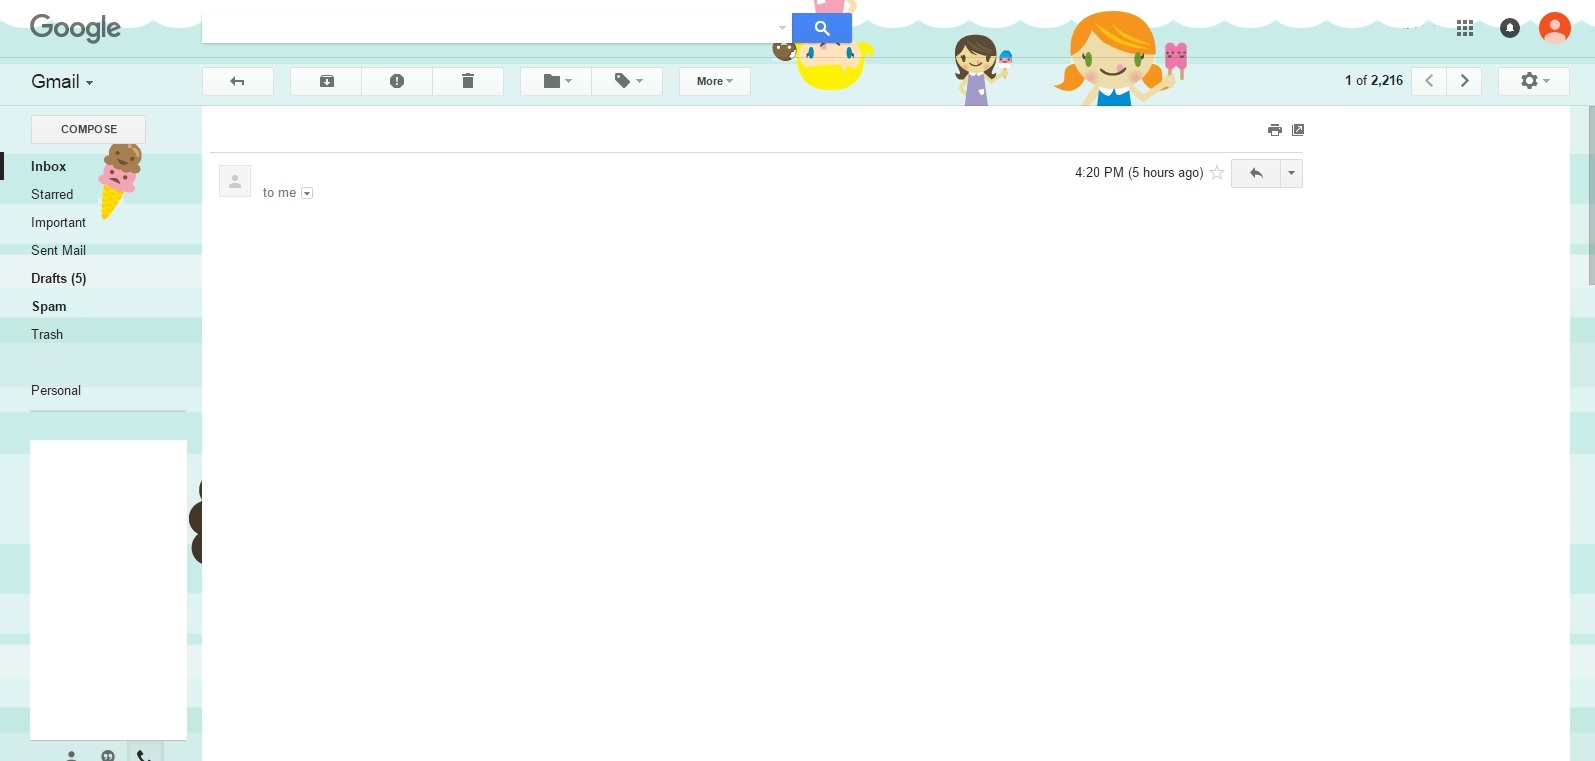 Google
Gmail
More
1 of 2,216
COMPOSE
Inbox
Starred
Important
Sent Mail
Drafts (5)
Spam
Trash
Personal
4:20 PM (5 hours ago)
to me